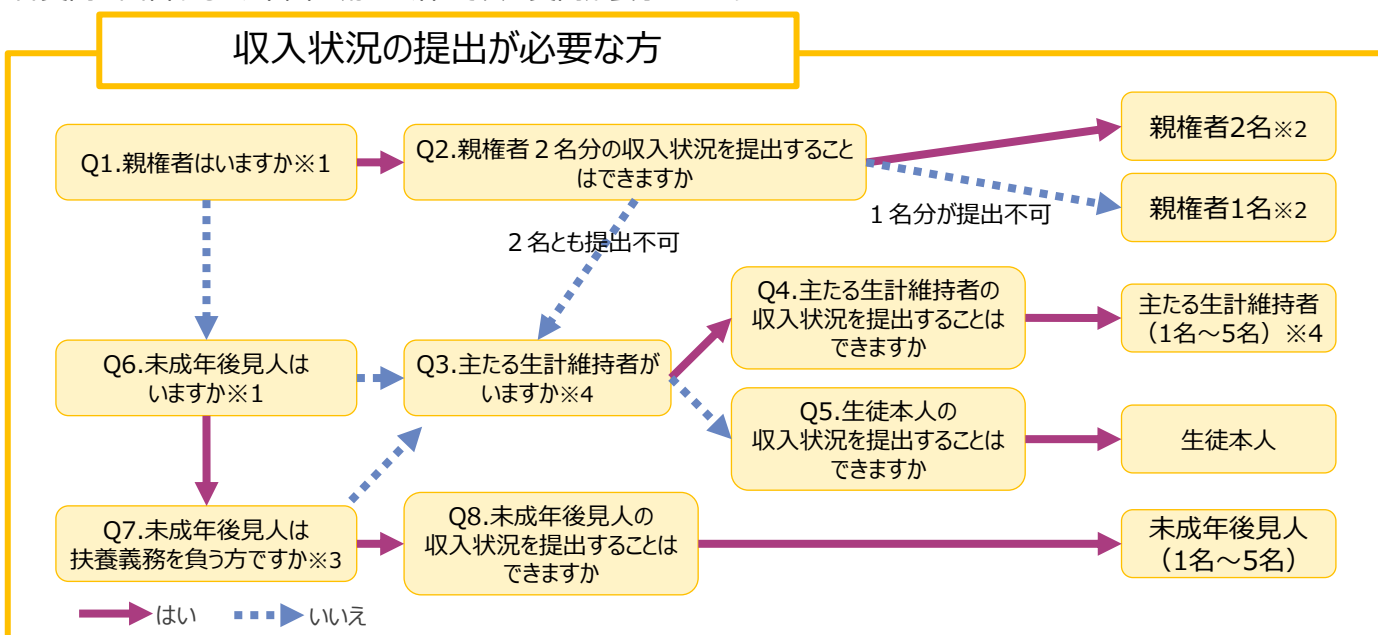 収入状況の提出が必要な方
Q1.親権者はいますか※1
Q2.親権者２名分の収入状況を提出すること
はできますか
親権者2名※2
１名分が提出不可
親権者1名※2
２名とも提出不可
Q6.未成年後見人は
いますか※1
Q3.主たる生計維持者が
いますか※4
Q4.主たる生計維持者の
収入状況を提出することは
できますか
主たる生計維持者
（1名～5名）※4
Q5.生徒本人の
収入状況を提出することは
できますか
生徒本人
Q7.未成年後見人は
扶養義務を負う方ですか※3
Q8.未成年後見人の
収入状況を提出することは
できますか
未成年後見人
（1名～5名）
はい
いいえ